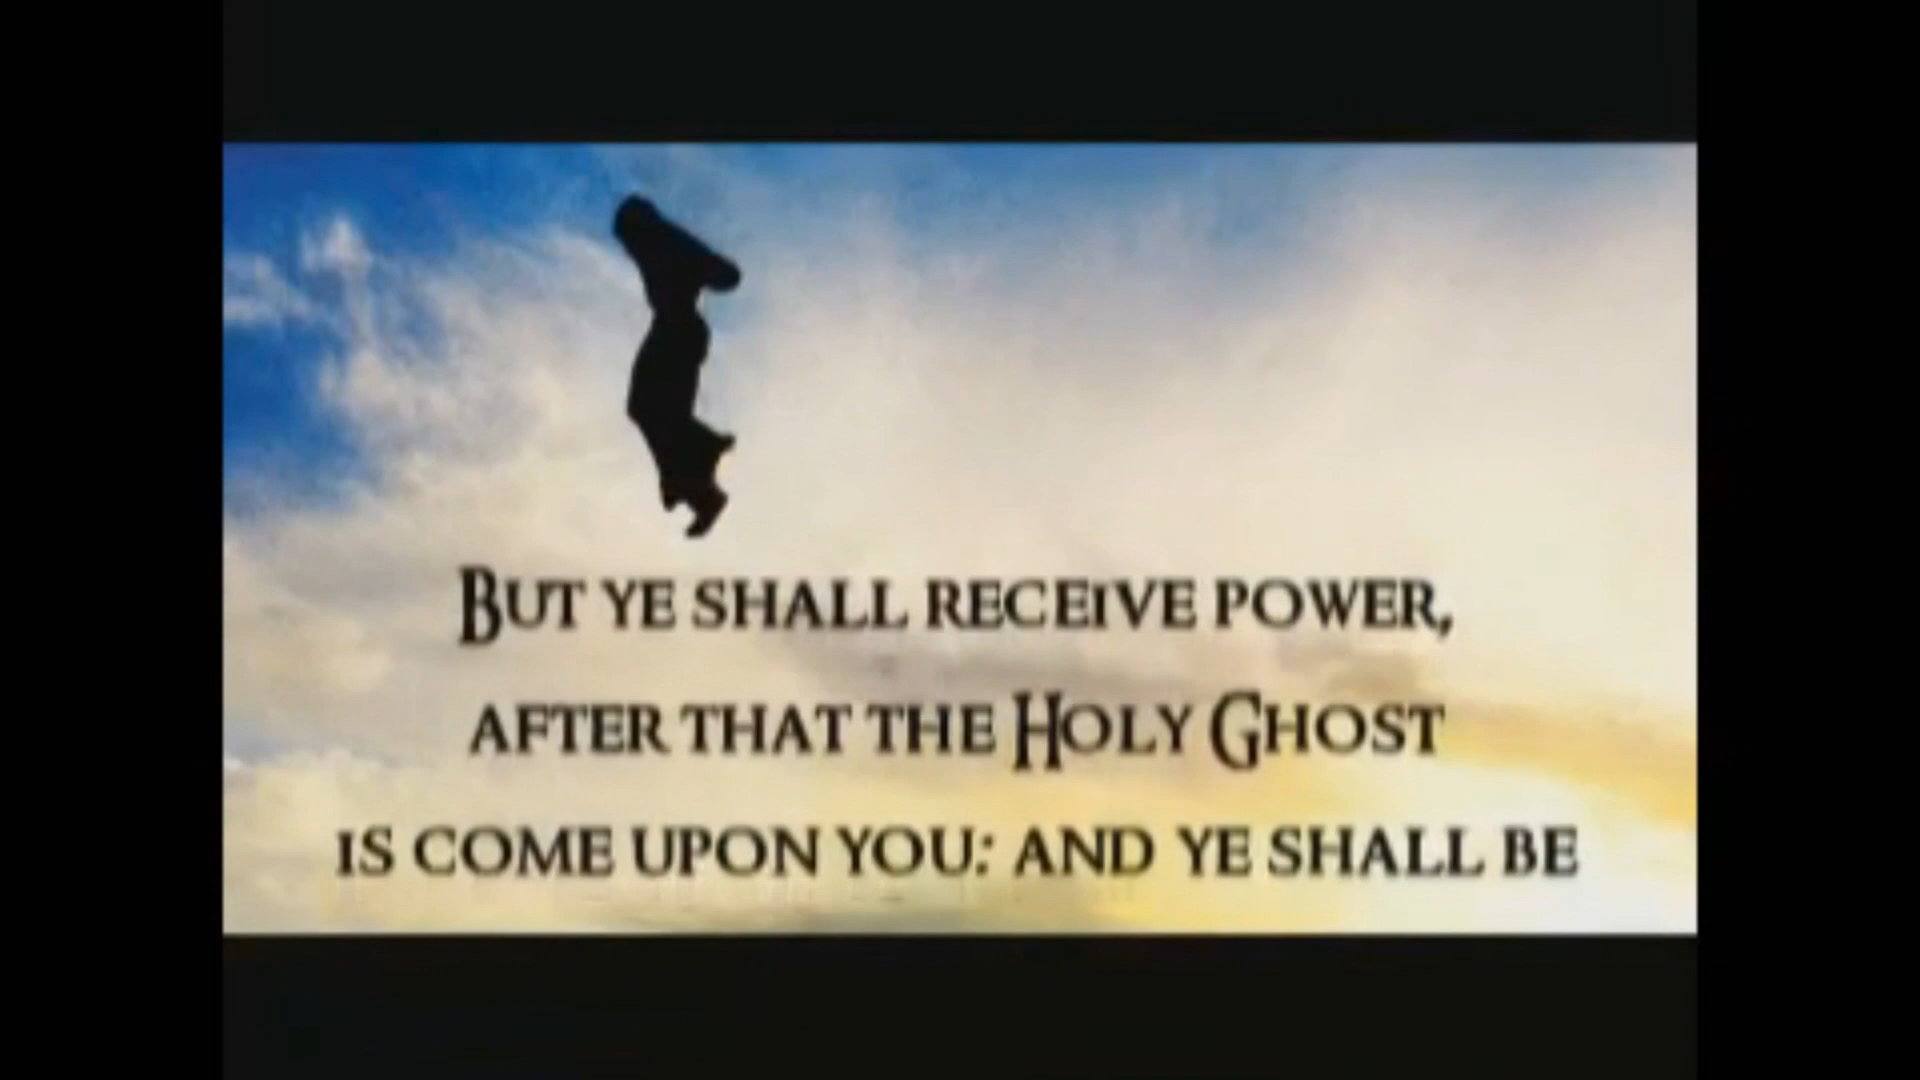 But ye shall receive power,
after that the Holy Ghost
is come upon you: and ye shall be